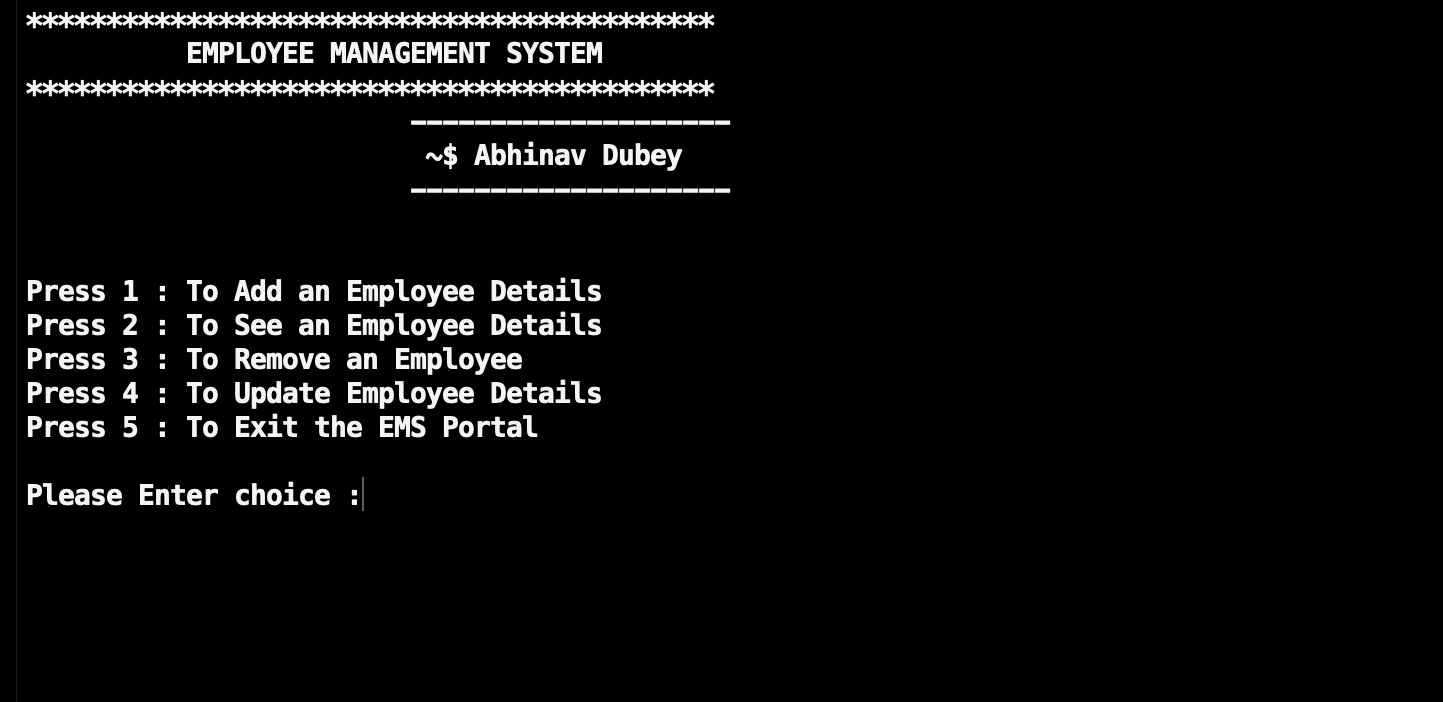 *******************************************
EMPLOYEE MANAGEMENT SYSTEM
*******************************************
--------------------
~$ Abhinav Dubey
--------------------
Press 1 : To Add an Employee Details
Press 2 : To See an Employee Details
Press 3 : To Remove an Employee
Press 4 : To Update Employee Details
Press 5 : To Exit the EMS Portal
Please Enter choice :